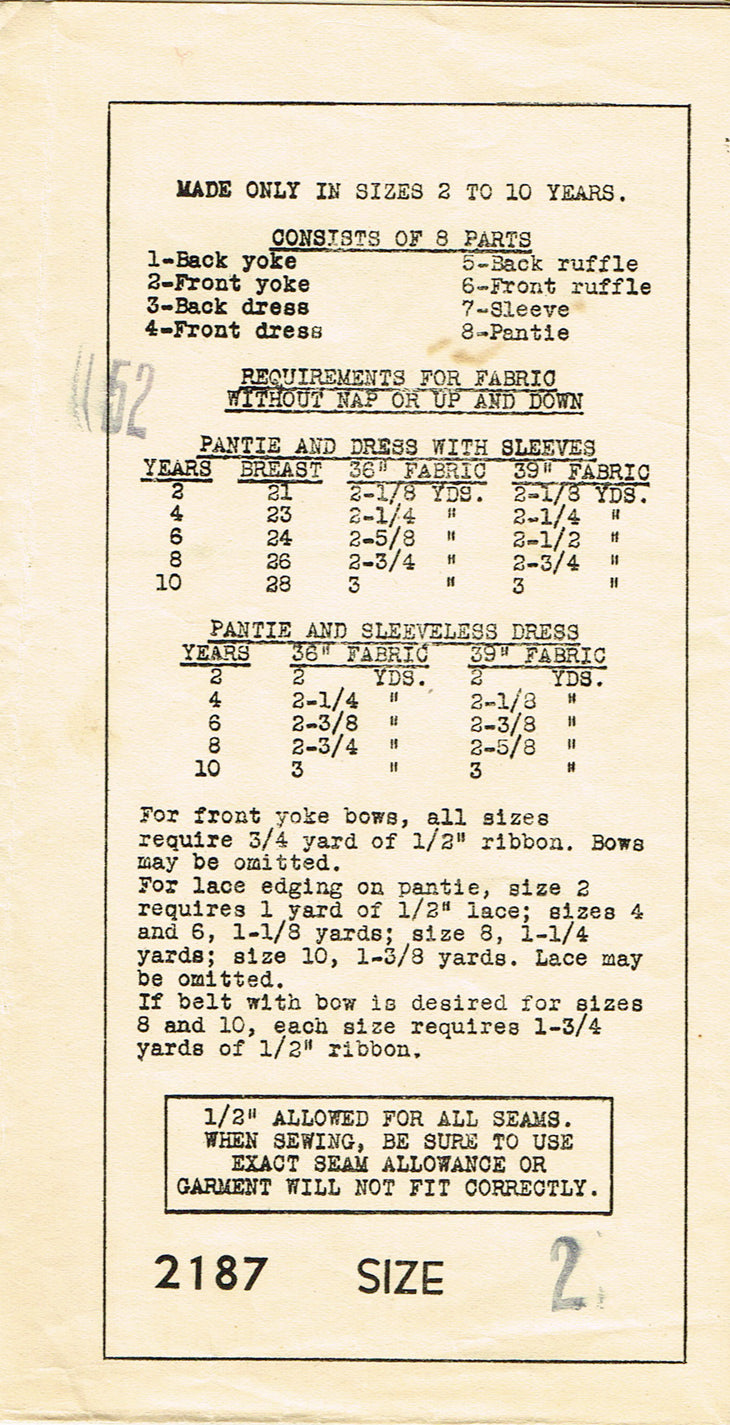 MADE ONLY IN SIZES 2 TO 10 YEARS.
CONSISTS OF 8 PARTS
1-Back yoke 5-Back ruffle
2-Front yoke 6-Front ruffle
3-Back dress 7-Sleeve
4-Front dress 8-Pantie
52
REQUIREMENTS FOR FABRIC
WITHOUT NAP OR UP AND DOWN
PANTIE AND DRESS WITH SLEEVES
YEARS BREAST 36" FABRIC 39" FABRIC
2 21 2-1/8 YDS. 2-1/8 YDS.
4 23 2-1/4 " 2-1/4 "
6 24 2-5/8 " 2-1/2 "
8 26 2-3/4 " 2-3/4 "
10 28 3 " 3 "
PANTIE AND SLEEVELESS DRESS
YEARS 36" FABRIC 39" FABRIC
2 2 YDS. 2 YDS.
4 2-1/4 " 2-1/8 "
6 2-3/8 " 2-3/8 "
8 2-3/4 " 2-5/8 "
10 3 " 3 "
For front yoke bows, all sizes
require 3/4 yard of 1/2" ribbon. Bows
may be omitted.
For lace edging on pantie, size 2
requires 1 yard of 1/2" lace; sizes 4
and 6, 1-1/8 yards; size 8, 1-1/4
yards; size 10, 1-3/8 yards. Lace may
be omitted.
If belt with bow is desired for sizes
8 and 10, each size requires 1-3/4
yards of 1/2" ribbon.
1/2" ALLOWED FOR ALL SEAMS.
WHEN SEWING, BE SURE TO USE
EXACT SEAM ALLOWANCE OR
GARMENT WILL NOT FIT CORRECTLY.
2187 SIZE 2